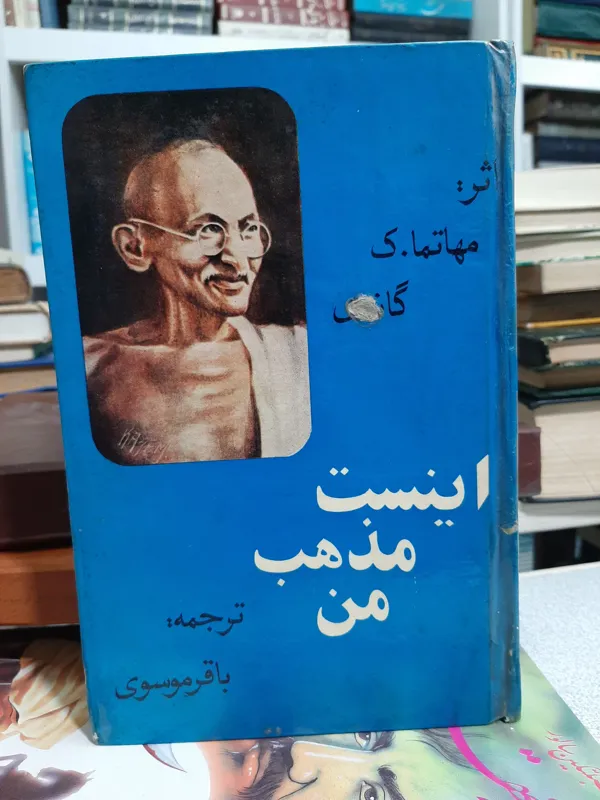 اثر:
مهاتما.ک
اینست
مذهب
من
ترجمه:
باقرموسوی